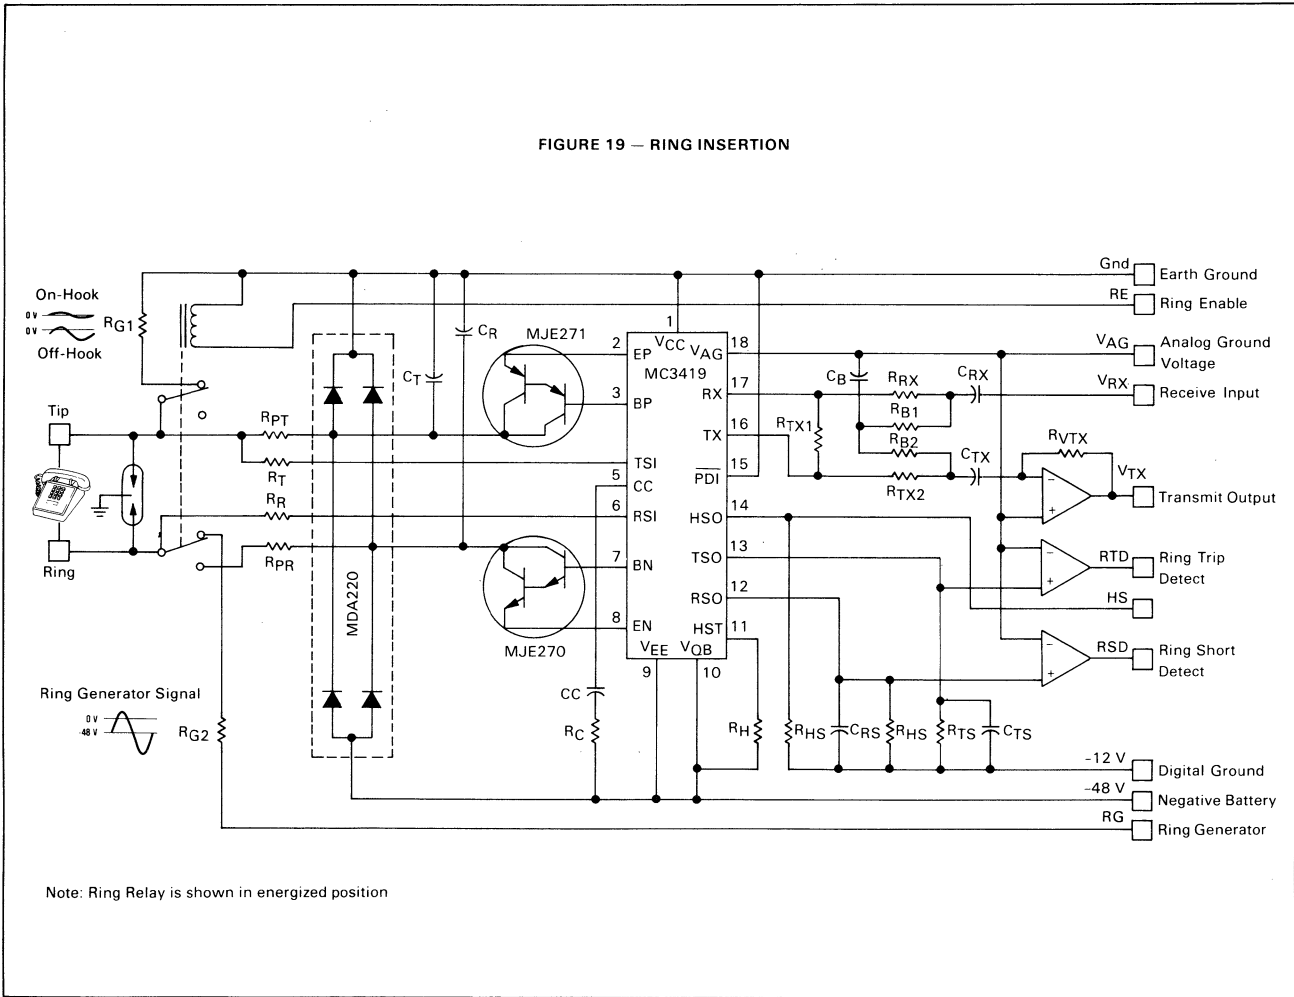 FIGURE 19 — RING INSERTION
Gnd
Earth Ground
RE
Ring Enable
On-Hook
0 V
0 V
Off-Hook
RG1
CR
MJE271
1
VCC
2
EP
VAG
18
MC3419
VAG
Analog Ground
Voltage
CT
CB
RRX
CRX
VRX
Receive Input
3
BP
RX
17
RB1
Tip
RPT
RTX1
TX
16
RB2
CTX
RVTX
TSI
PDI
15
RT
RTX2
VTX
Transmit Output
−
+
5
CC
RR
6
RSI
HSO
14
TSO
13
−
+
RTD
Ring Trip
Detect
Ring
RPR
7
BN
RSO
12
HS
MDA220
8
EN
HST
11
MJE270
VEE
VQB
9
10
−
+
RSD
Ring Short
Detect
Ring Generator Signal
0 V
-48 V
RG2
CC
RC
RH
RHS
CRS
RHS
RTS
CTS
-12 V
Digital Ground
-48 V
Negative Battery
RG
Ring Generator
Note: Ring Relay is shown in energized position